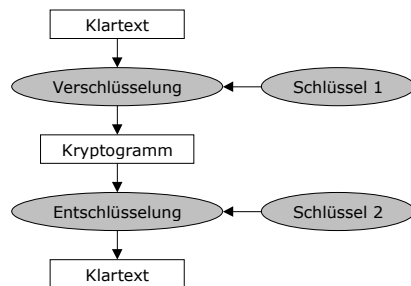 Klartext
Verschlüsselung
Schlüssel 1
Kryptogramm
Entschlüsselung
Schlüssel 2
Klartext